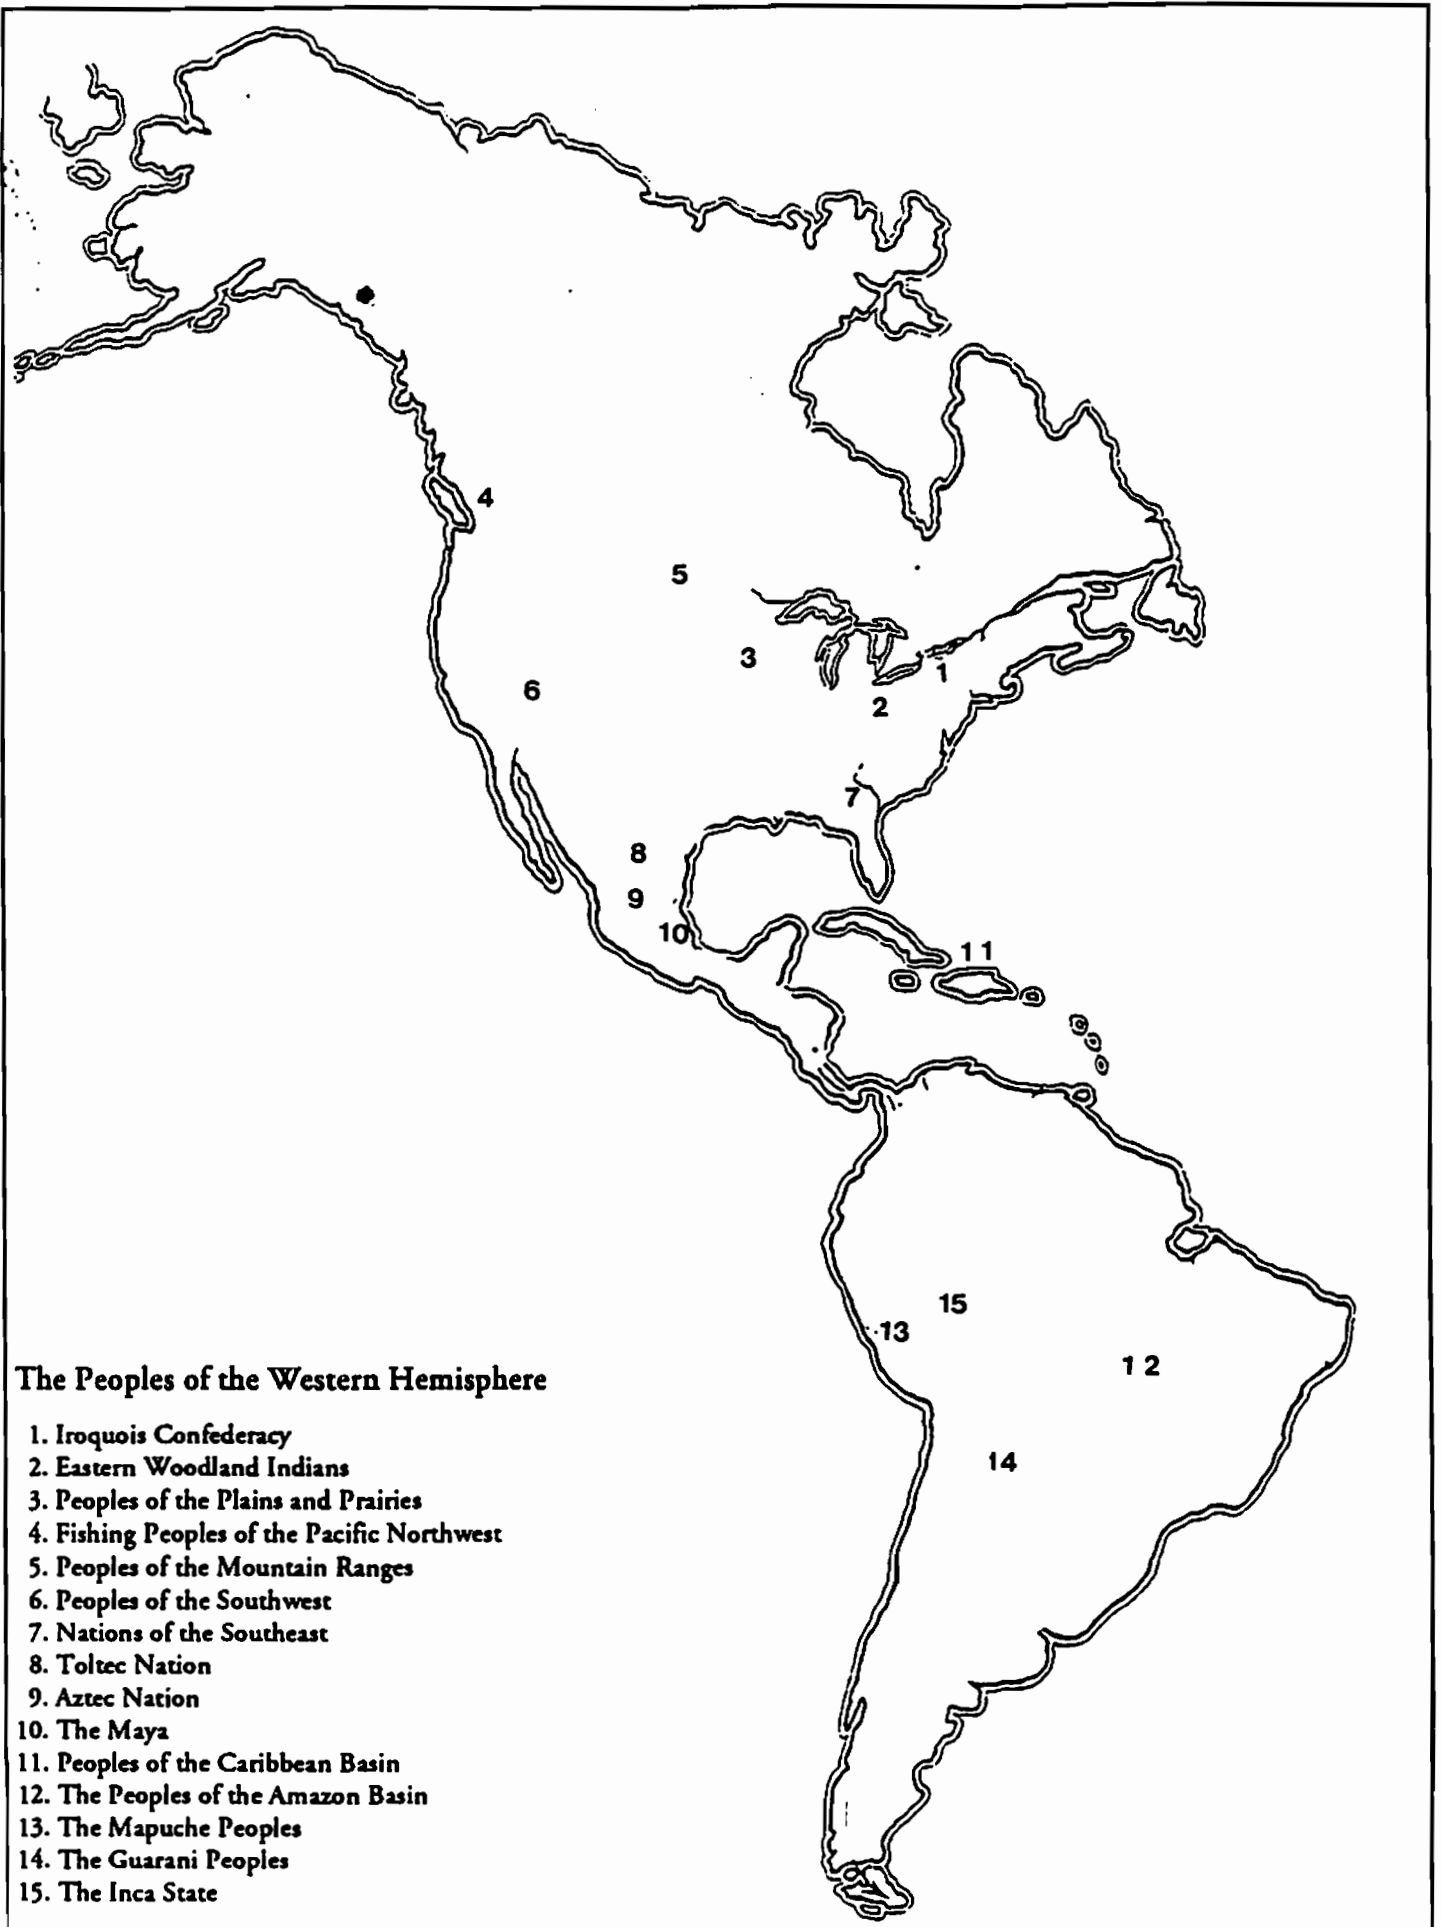 4
5
3
1
6
2
7
8
9
10
11
15
13
12
14
The Peoples of the Western Hemisphere
1. Iroquois Confederacy
2. Eastern Woodland Indians
3. Peoples of the Plains and Prairies
4. Fishing Peoples of the Pacific Northwest
5. Peoples of the Mountain Ranges
6. Peoples of the Southwest
7. Nations of the Southeast
8. Toltec Nation
9. Aztec Nation
10. The Maya
11. Peoples of the Caribbean Basin
12. The Peoples of the Amazon Basin
13. The Mapuche Peoples
14. The Guarani Peoples
15. The Inca State